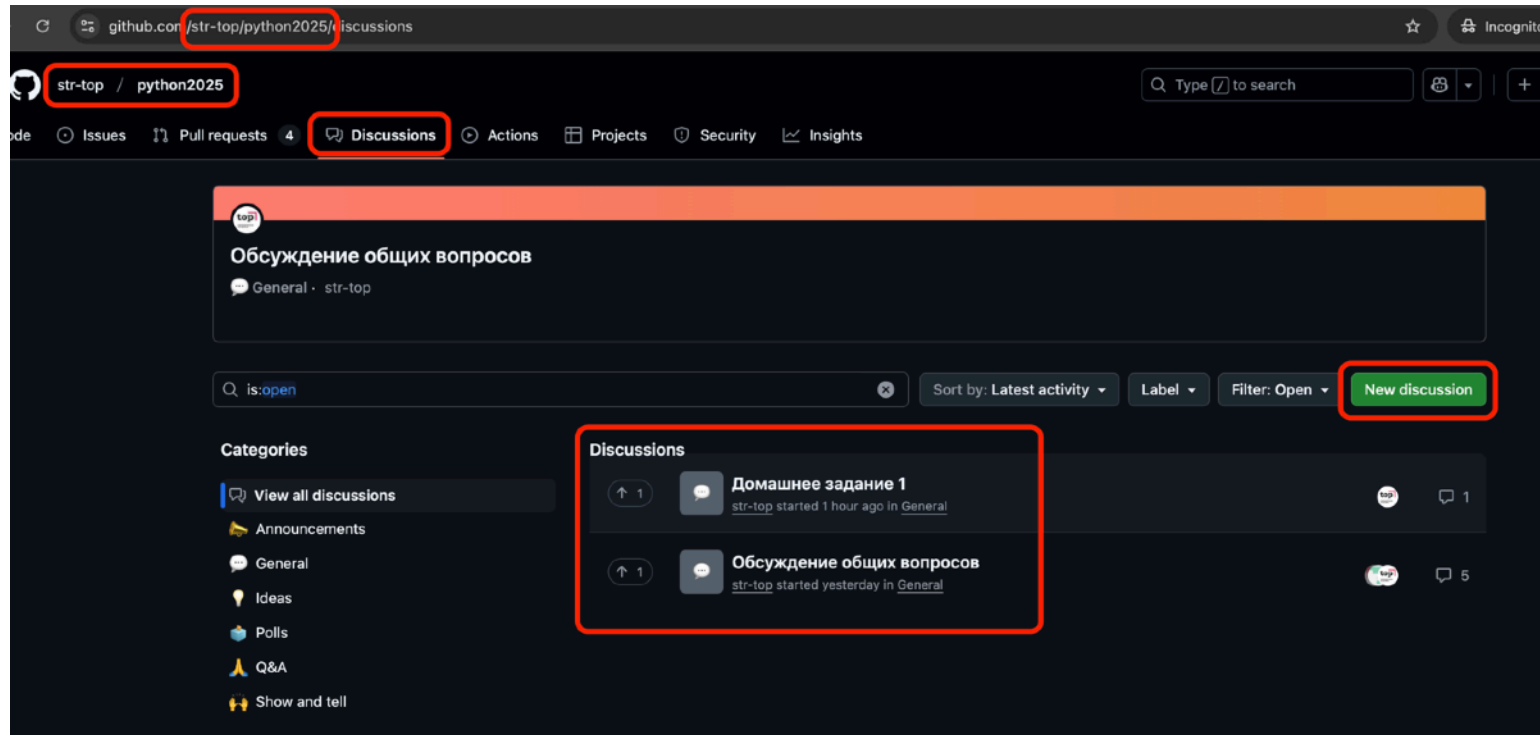 github.com/str-top/python2025/discussions
Incognito
str-top / python2025
Type / to search
ode Issues Pull requests 4 Discussions Actions Projects Security Insights
top
Обсуждение общих вопросов
General · str-top
is:open
Sort by: Latest activity Label Filter: Open New discussion
Categories
View all discussions
Announcements
General
Ideas
Polls
Q&A
Show and tell
Discussions
1 Домашнее задание 1
str-top started 1 hour ago in General
top 1
1 Обсуждение общих вопросов
str-top started yesterday in General
top 5